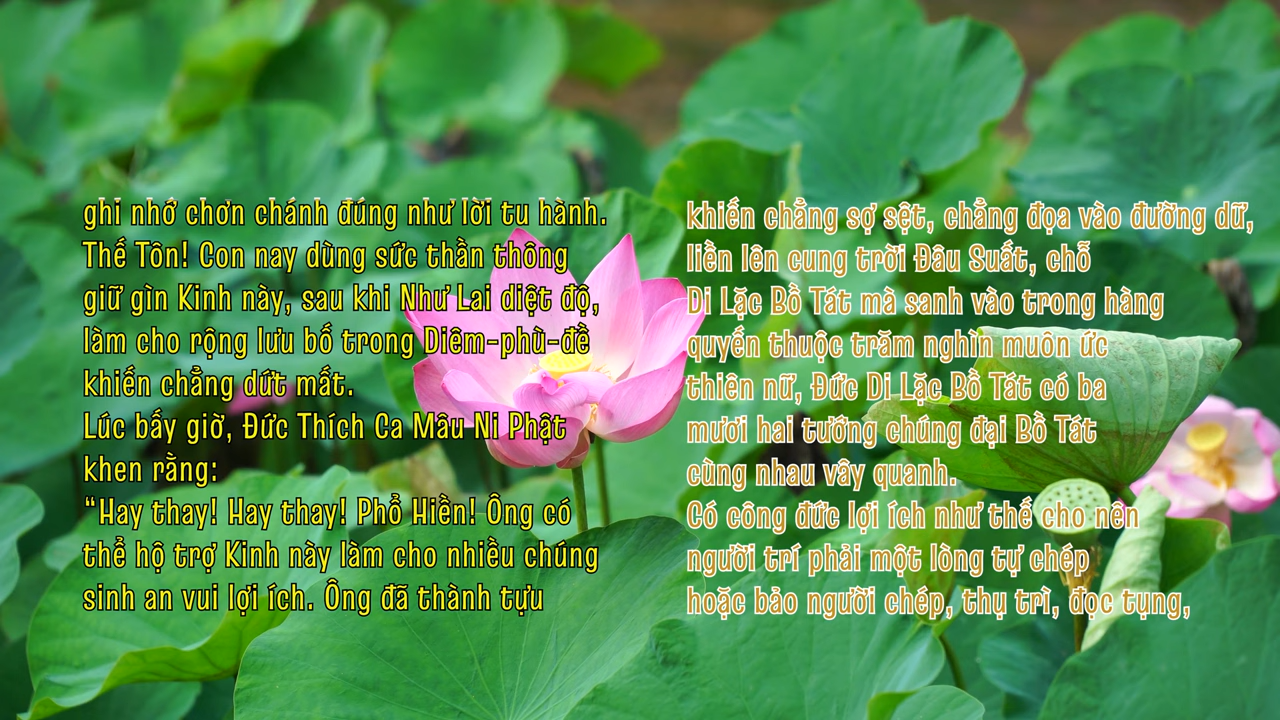 ghi nhớ chơn chánh đúng như lời tu hành.
Thế Tôn! Con nay dùng sức thần thông
giữ gìn Kinh này, sau khi Như Lai diệt độ,
làm cho rộng lưu bố trong Diêm-phù-đề
khiến chẳng dứt mất.
Lúc bấy giờ, Đức Thích Ca Mâu Ni Phật
khen rằng:
“Hay thay! Hay thay! Phổ Hiền! Ông có
thể hộ trợ Kinh này làm cho nhiều chúng
sinh an vui lợi ích. Ông đã thành tựu
khiến chẳng sợ sệt, chẳng đọa vào đường dữ,
liền lên cung trời Đâu Suất, chỗ
Di Lặc Bồ Tát mà sanh vào trong hàng
quyến thuộc trăm nghìn muôn ức
thiên nữ, Đức Di Lặc Bồ Tát có ba
mươi hai tướng chúng đại Bồ Tát
cùng nhau vây quanh.
Có công đức lợi ích như thế cho nên
người trí phải một lòng tự chép
hoặc bảo người chép, thụ trì, đọc tụng,